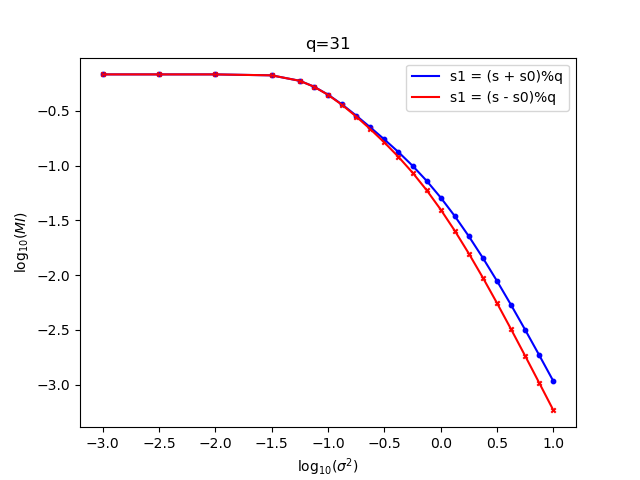 q=31
s1 = (s + s0)%q
s1 = (s - s0)%q
log₁₀(MI)
−0.5
−1.0
−1.5
−2.0
−2.5
−3.0
−3.0 −2.5 −2.0 −1.5 −1.0 −0.5 0.0 0.5 1.0
log₁₀(σ²)